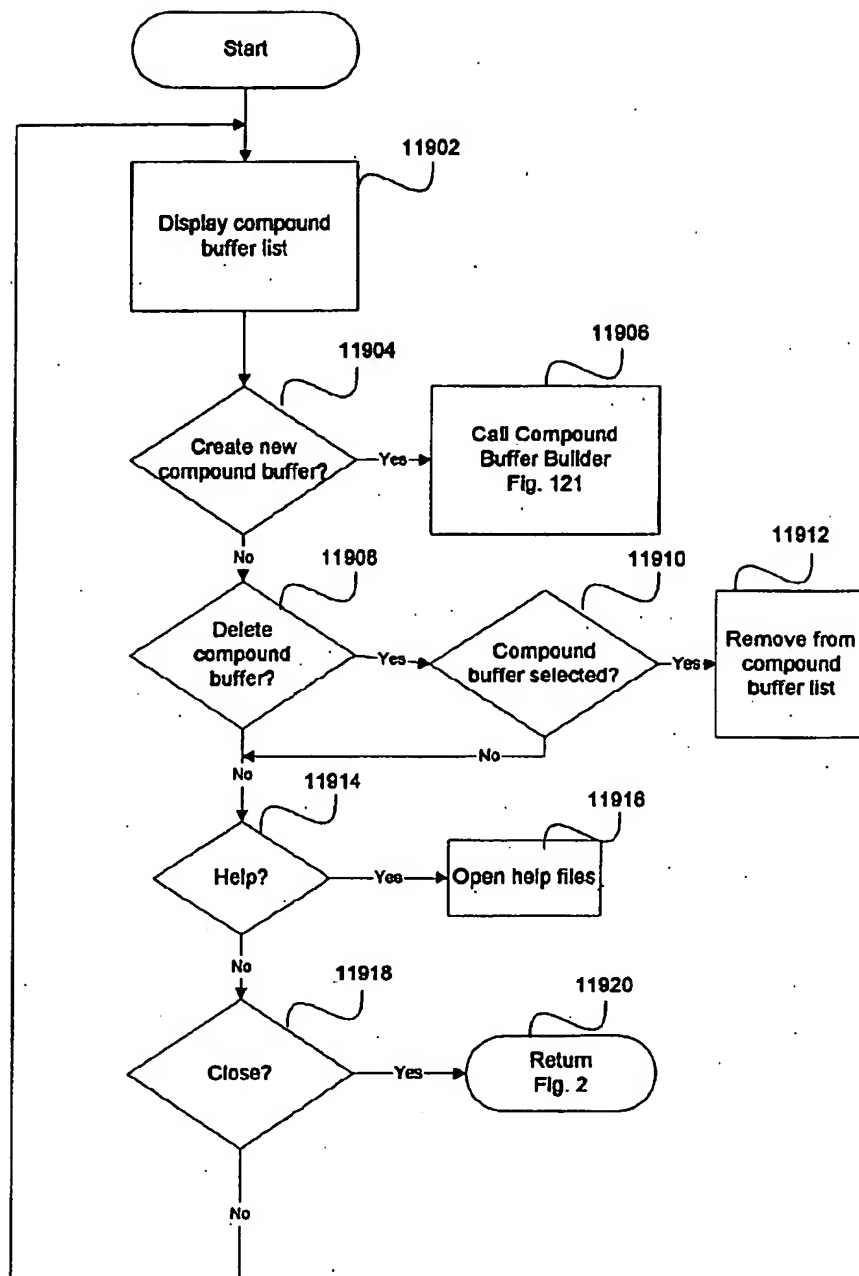 Start
11902
Display compound
buffer list
11904
Create new
compound buffer?
Yes
11906
Call Compound
Buffer Builder
Fig. 121
No
11908
Delete
compound
buffer?
Yes
11910
Compound
buffer selected?
Yes
11912
Remove from
compound
buffer list
No
No
11914
Help?
Yes
11916
Open help files
No
11918
Close?
Yes
11920
Return
Fig. 2
No